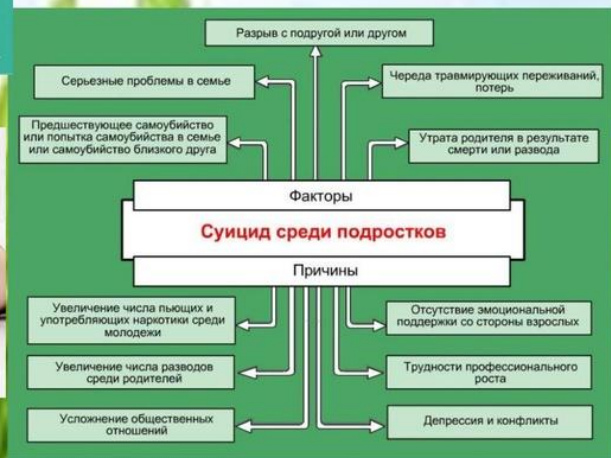 Разрыв с подругой или другом
Серьезные проблемы в семье
Череда травмирующих переживаний,
потерь
Предшествующее самоубийство
или попытка самоубийства в семье
или самоубийство близкого друга
Утрата родителя в результате
смерти или развода
Факторы
Суицид среди подростков
Причины
Увеличение числа пьющих и
употребляющих наркотики среди
молодежи
Отсутствие эмоциональной
поддержки со стороны взрослых
Увеличение числа разводов
среди родителей
Трудности профессионального
роста
Усложнение общественных
отношений
Депрессия и конфликты